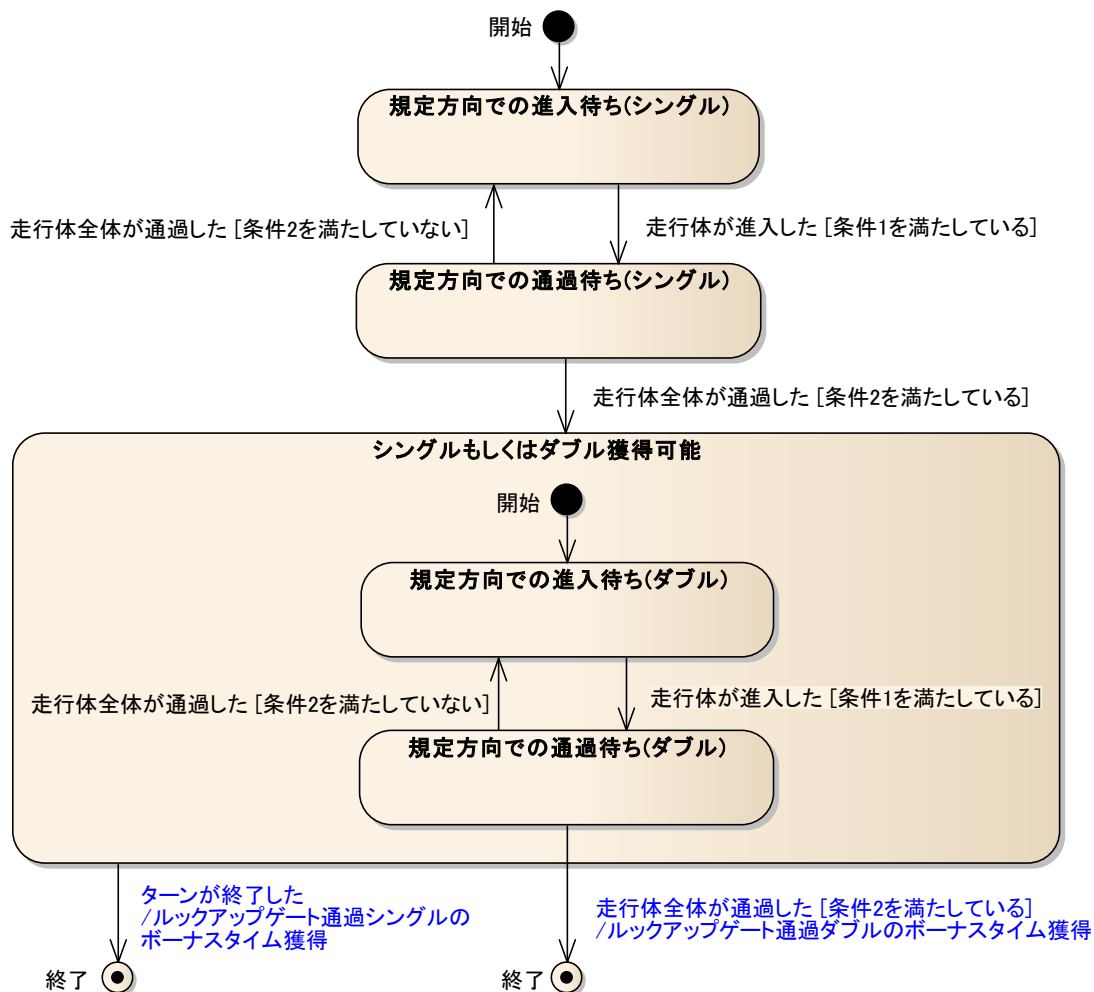 開始
規定方向での進入待ち(シングル)
走行体全体が通過した [条件2を満たしていない]
走行体が進入した [条件1を満たしている]
規定方向での通過待ち(シングル)
走行体全体が通過した [条件2を満たしている]
シングルもしくはダブル獲得可能
開始
規定方向での進入待ち(ダブル)
走行体全体が通過した [条件2を満たしていない]
走行体が進入した [条件1を満たしている]
規定方向での通過待ち(ダブル)
ターンが終了した
/ルックアップゲート通過シングルの
ボーナスタイム獲得
走行体全体が通過した [条件2を満たしている]
/ルックアップゲート通過ダブルのボーナスタイム獲得
終了
終了